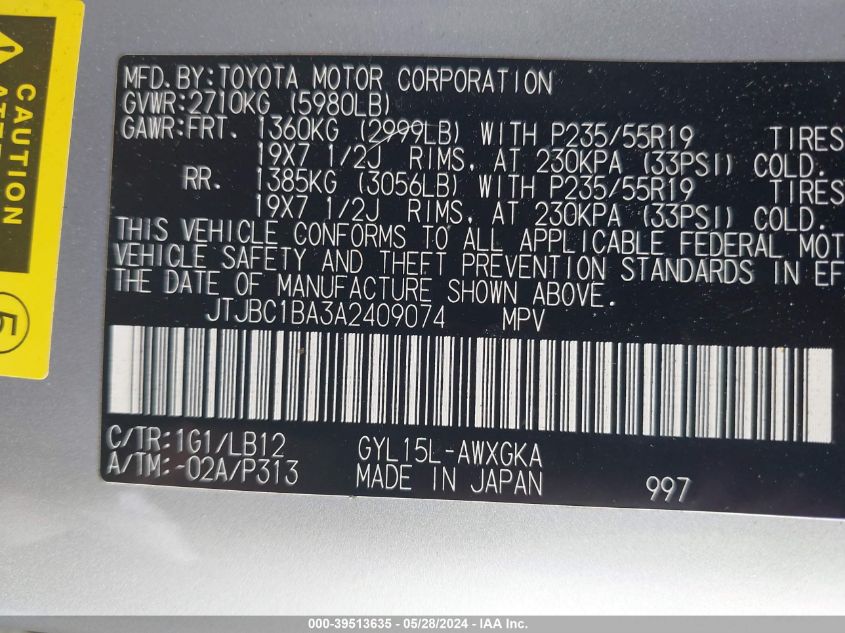 CAUTION
ATTEN
5
MFD. BY:TOYOTA MOTOR CORPORATION
GVWR:2710KG (5980LB)
GAWR:FRT. 1360KG (2999LB) WITH P235/55R19 TIRES
19X7 1/2J RIMS, AT 230KPA (33PSI) COLD.
RR. 1385KG (3056LB) WITH P235/55R19 TIRES
19X7 1/2J RIMS, AT 230KPA (33PSI) COLD.
THIS VEHICLE CONFORMS TO ALL APPLICABLE FEDERAL MOT
VEHICLE SAFETY AND THEFT PREVENTION STANDARDS IN EF
THE DATE OF MANUFACTURE SHOWN ABOVE.
JTJBC1BA3A2409074 MPV
C/TR:1G1/LB12 GYL15L-AWXGKA
A/TM:-02A/P313 MADE IN JAPAN 997
000-39513635 - 05/28/2024 - IAA Inc.